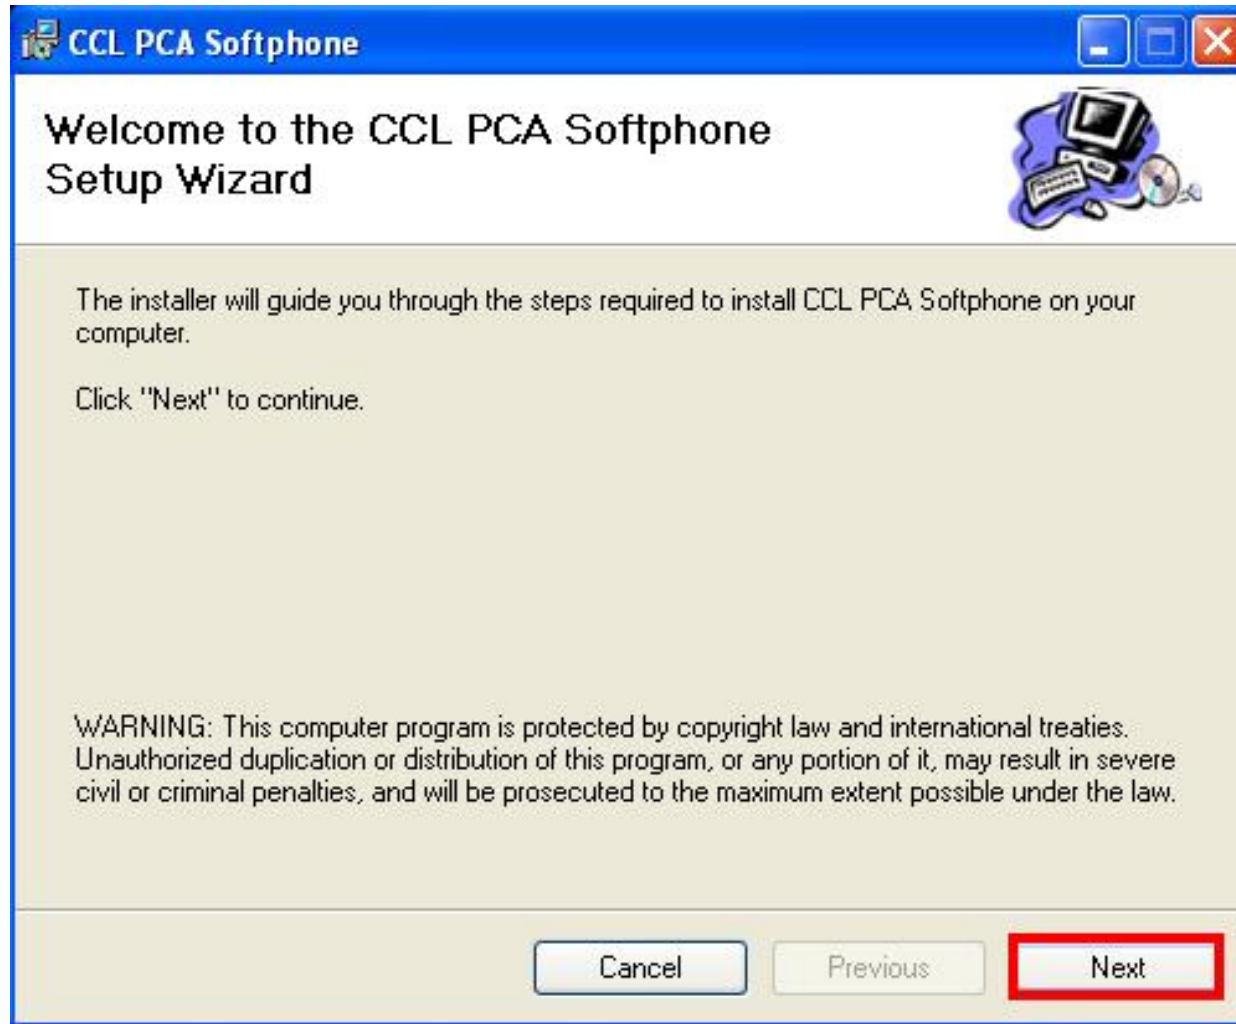 CCL PCA Softphone
Welcome to the CCL PCA Softphone
Setup Wizard
The installer will guide you through the steps required to install CCL PCA Softphone on your
computer.
Click "Next" to continue.
WARNING: This computer program is protected by copyright law and international treaties.
Unauthorized duplication or distribution of this program, or any portion of it, may result in severe
civil or criminal penalties, and will be prosecuted to the maximum extent possible under the law.
Cancel Previous Next